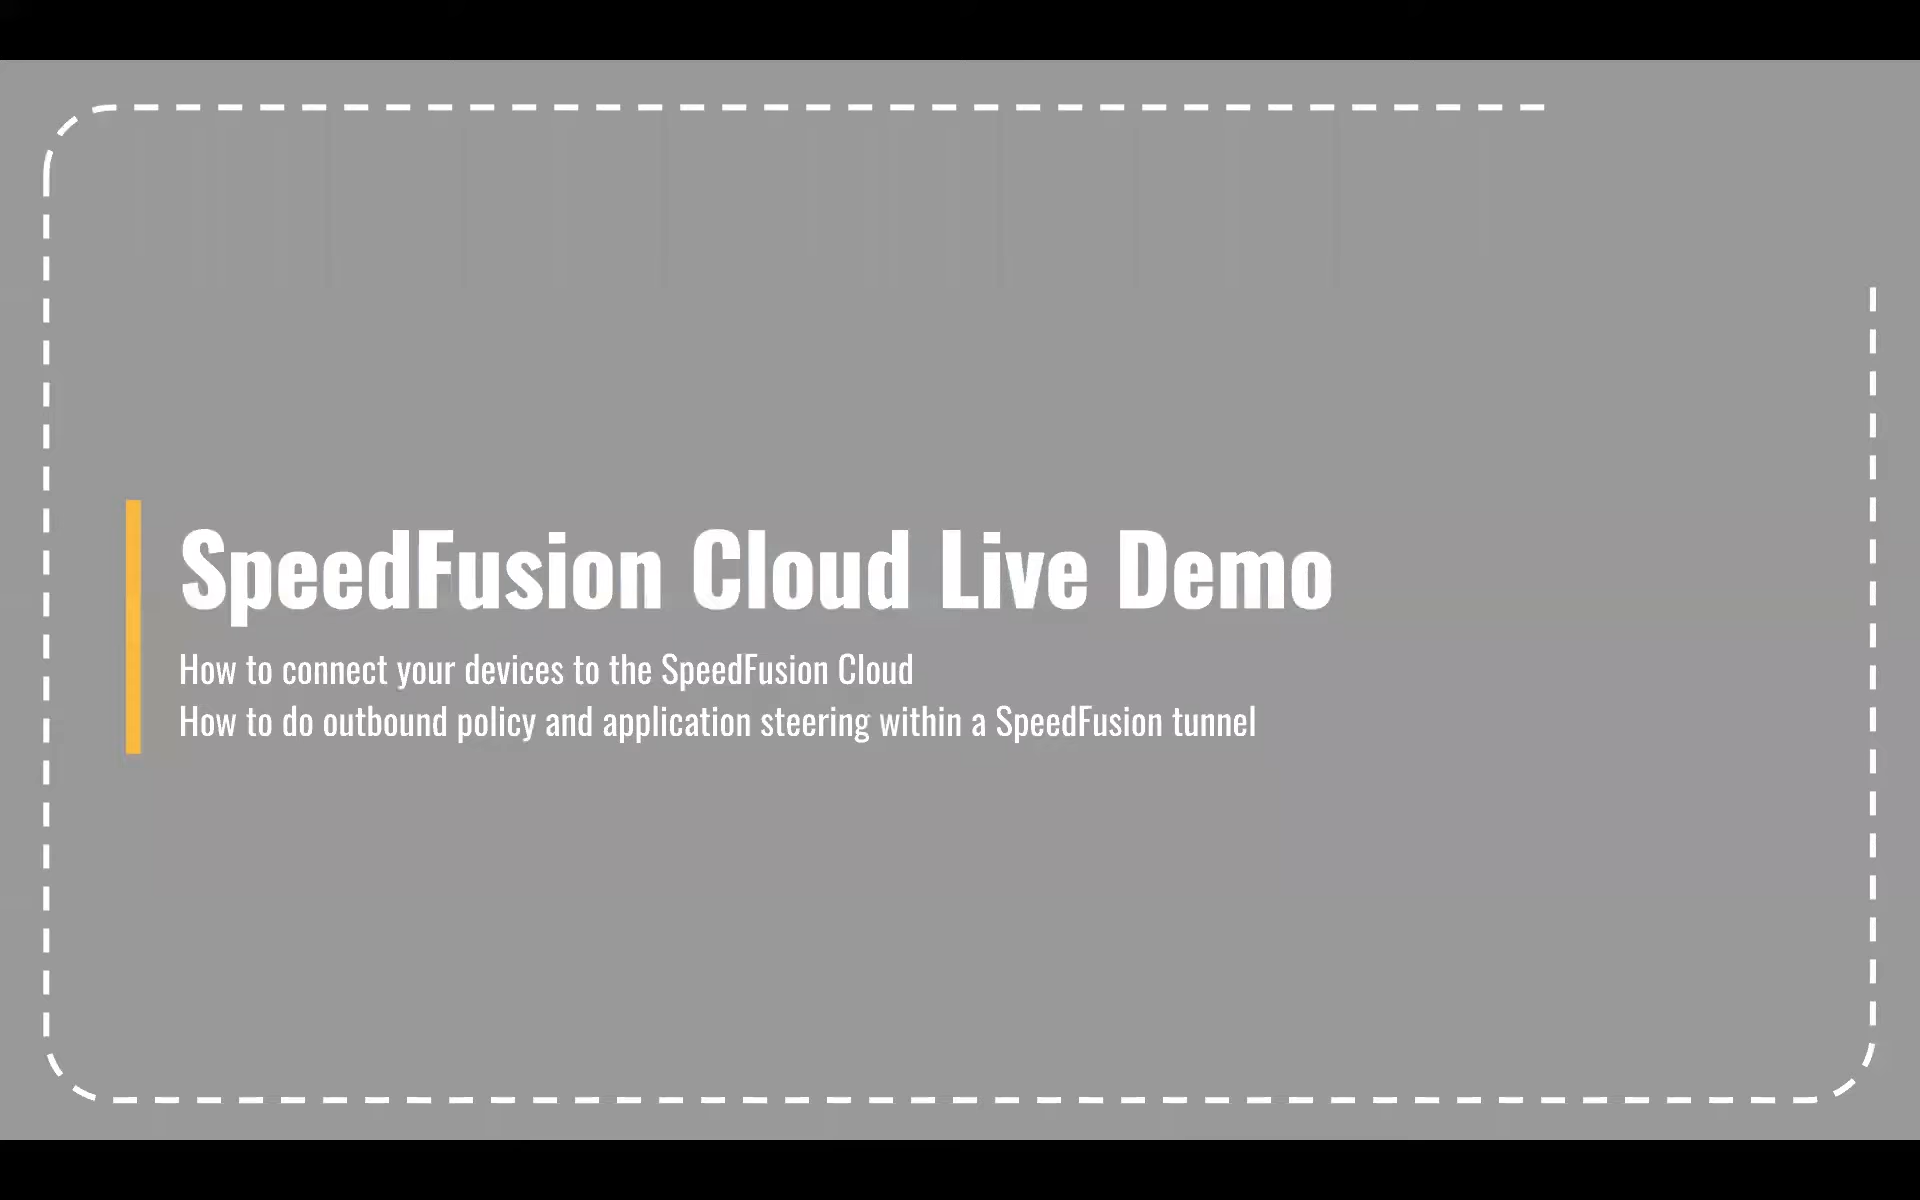 SpeedFusion Cloud Live Demo
How to connect your devices to the SpeedFusion Cloud
How to do outbound policy and application steering within a SpeedFusion tunnel